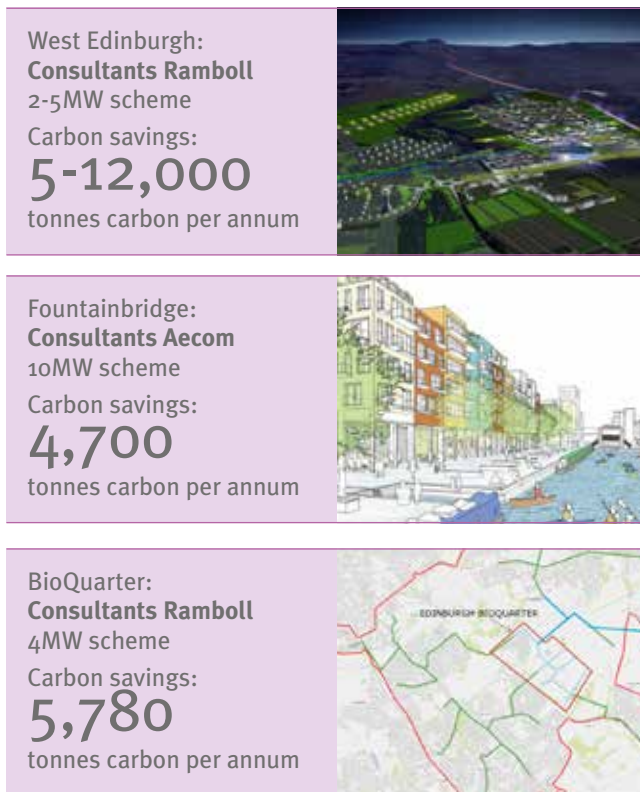 West Edinburgh:
Consultants Ramboll
2-5MW scheme
Carbon savings:
5-12,000
tonnes carbon per annum
Fountainbridge:
Consultants Aecom
10MW scheme
Carbon savings:
4,700
tonnes carbon per annum
BioQuarter:
Consultants Ramboll
4MW scheme
Carbon savings:
5,780
tonnes carbon per annum
EDINBURGH BIOQUARTER